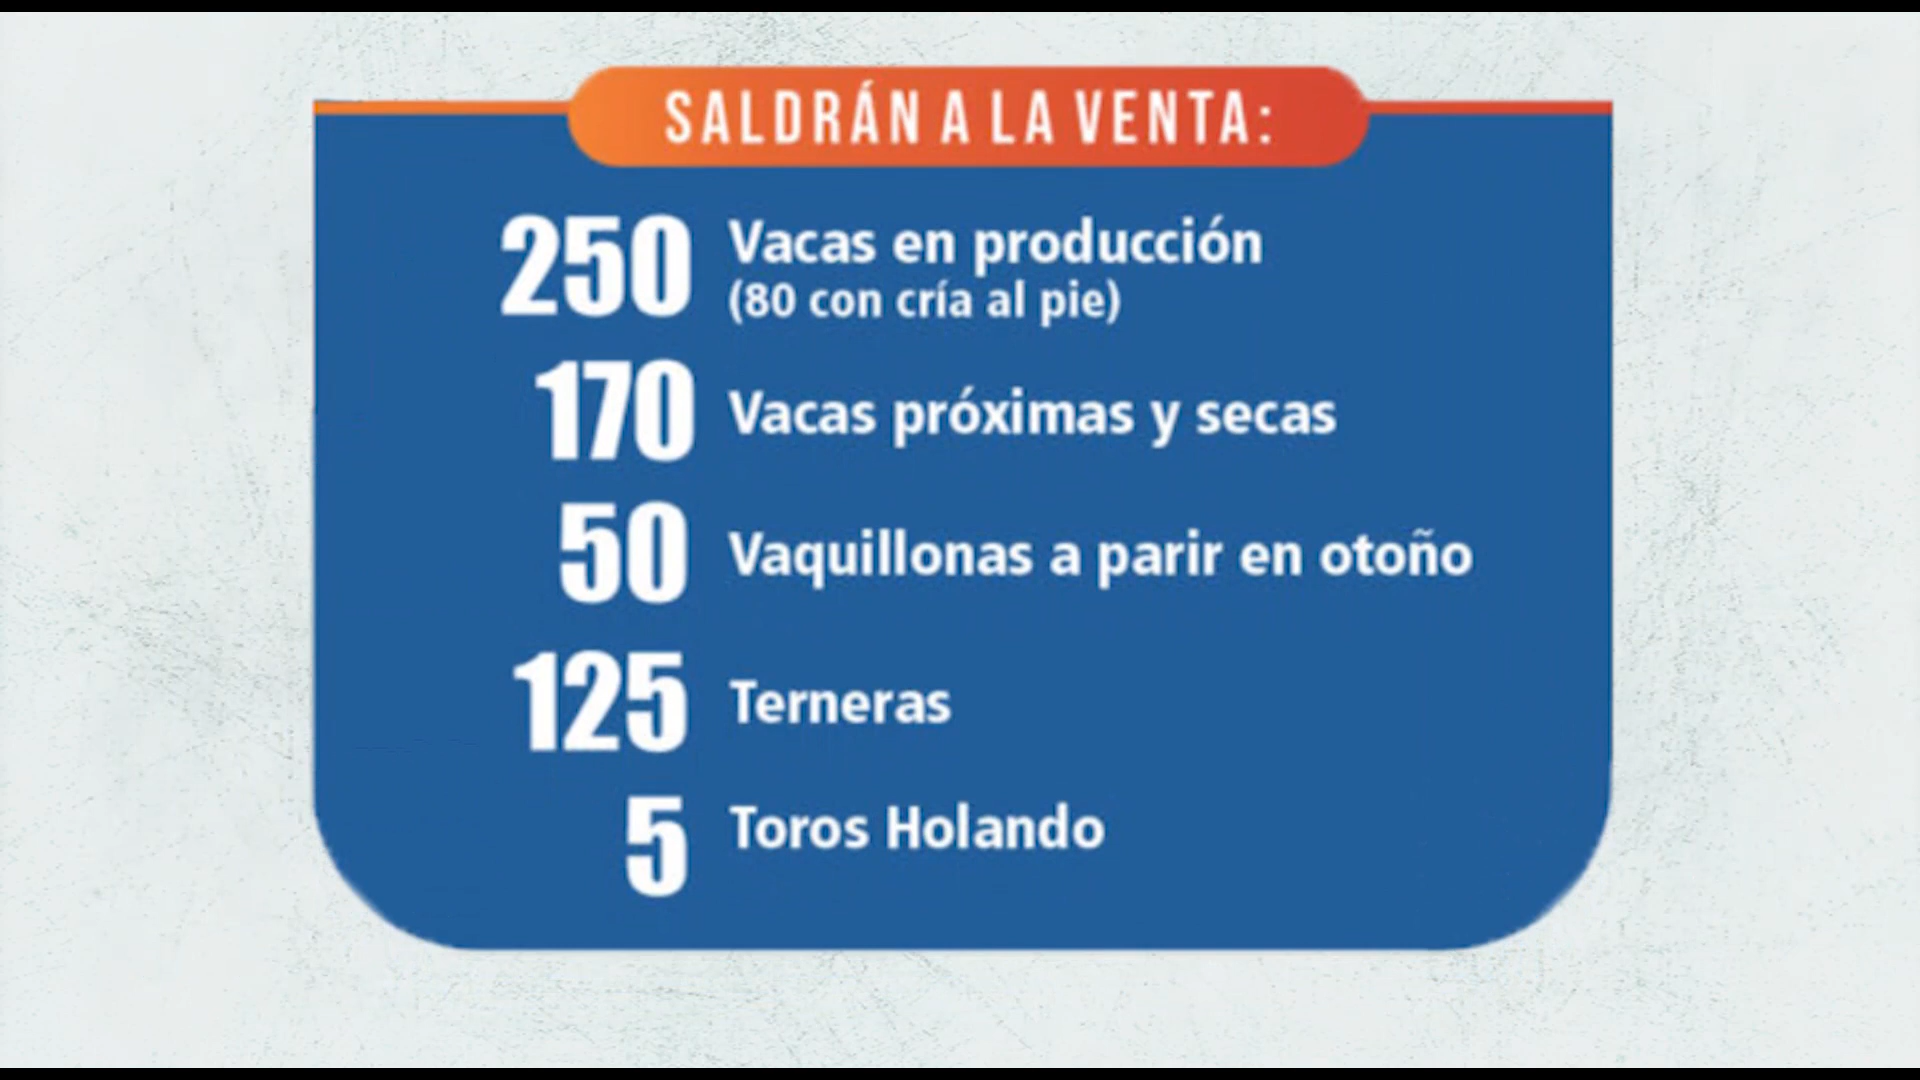 SALDRÁN A LA VENTA:
250 Vacas en producción
(80 con cría al pie)
170 Vacas próximas y secas
50 Vaquillonas a parir en otoño
125 Terneras
5 Toros Holando